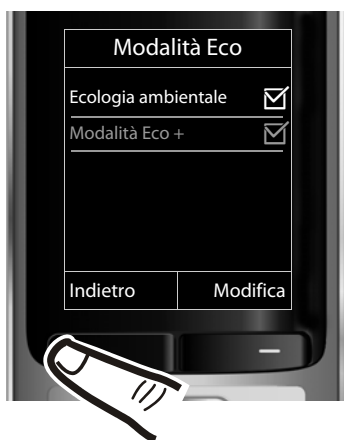 Modalità Eco
Ecologia ambientale
Modalità Eco +
Indietro Modifica